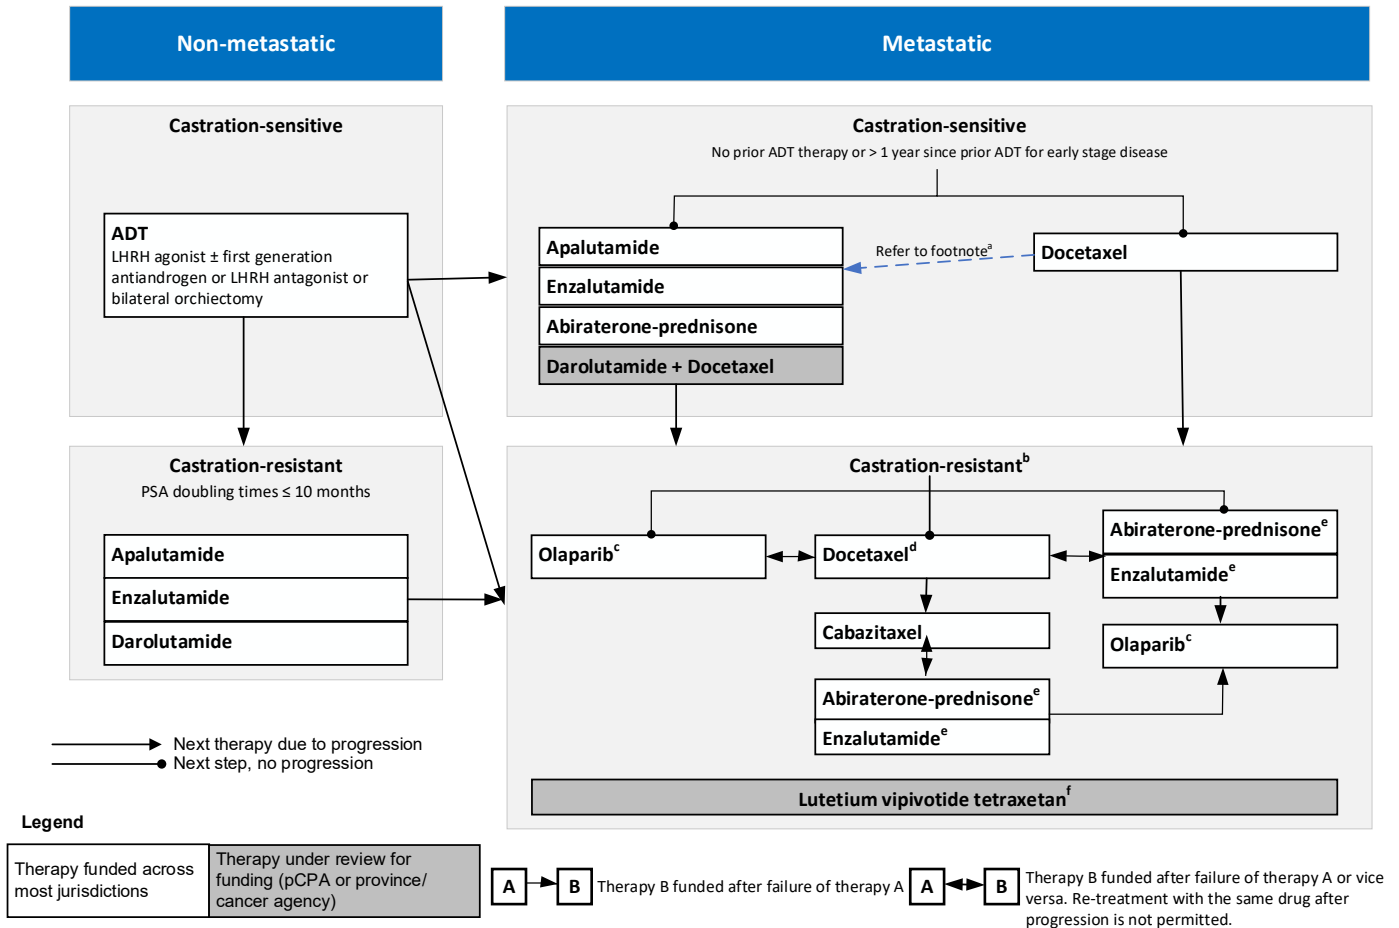 Non-metastatic
Metastatic
Castration-sensitive
ADT
LHRH agonist ± first generation
antiandrogen or LHRH antagonist or
bilateral orchiectomy
Castration-sensitive
No prior ADT therapy or > 1 year since prior ADT for early stage disease
Apalutamide
Enzalutamide
Abiraterone-prednisone
Darolutamide + Docetaxel
Refer to footnoteᵃ
Docetaxel
Castration-resistant
PSA doubling times ≤ 10 months
Apalutamide
Enzalutamide
Darolutamide
Castration-resistantᵇ
Olaparibᶜ
Docetaxelᵈ
Abiraterone-prednisoneᵉ
Enzalutamideᵉ
Cabazitaxel
Olaparibᶜ
Abiraterone-prednisoneᵉ
Enzalutamideᵉ
Lutetium vipivotide tetraxetanᶠ
Next therapy due to progression
Next step, no progression
Legend
Therapy funded across
most jurisdictions
Therapy under review for
funding (pCPA or province/
cancer agency)
A
B
Therapy B funded after failure of therapy A
A
B
Therapy B funded after failure of therapy A or vice
versa. Re-treatment with the same drug after
progression is not permitted.